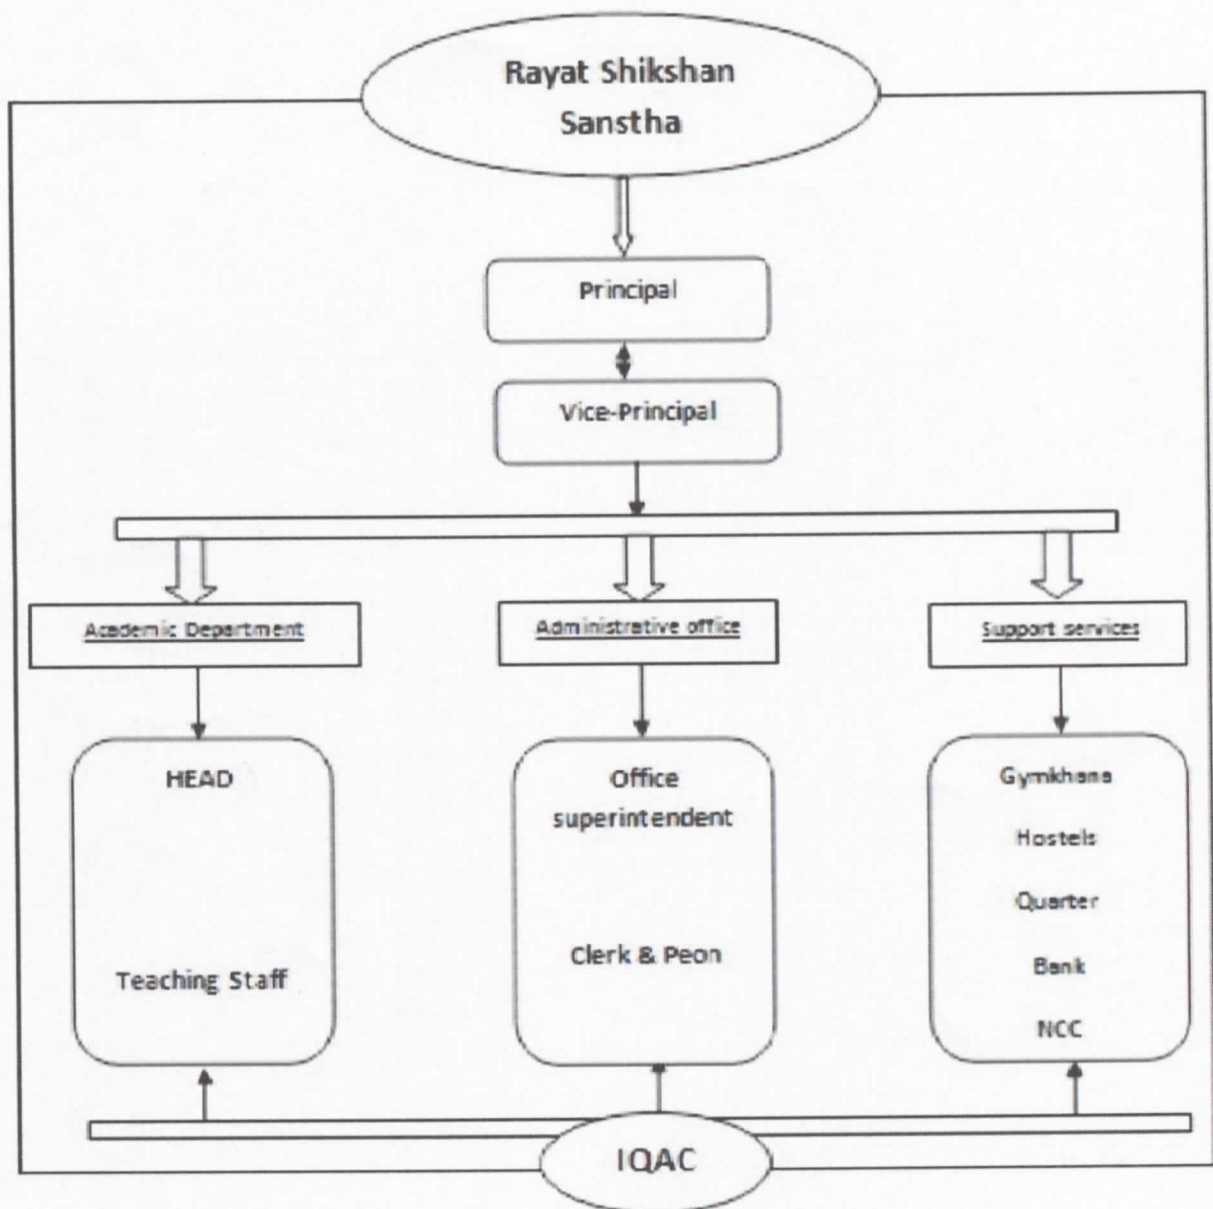 Rayat Shikshan
Sanstha
Principal
Vice-Principal
Academic Department
Administrative office
Support services
HEAD
Teaching Staff
Office
superintendent
Clerk & Peon
Gymkhana
Hostels
Quarter
Bank
NCC
IQAC